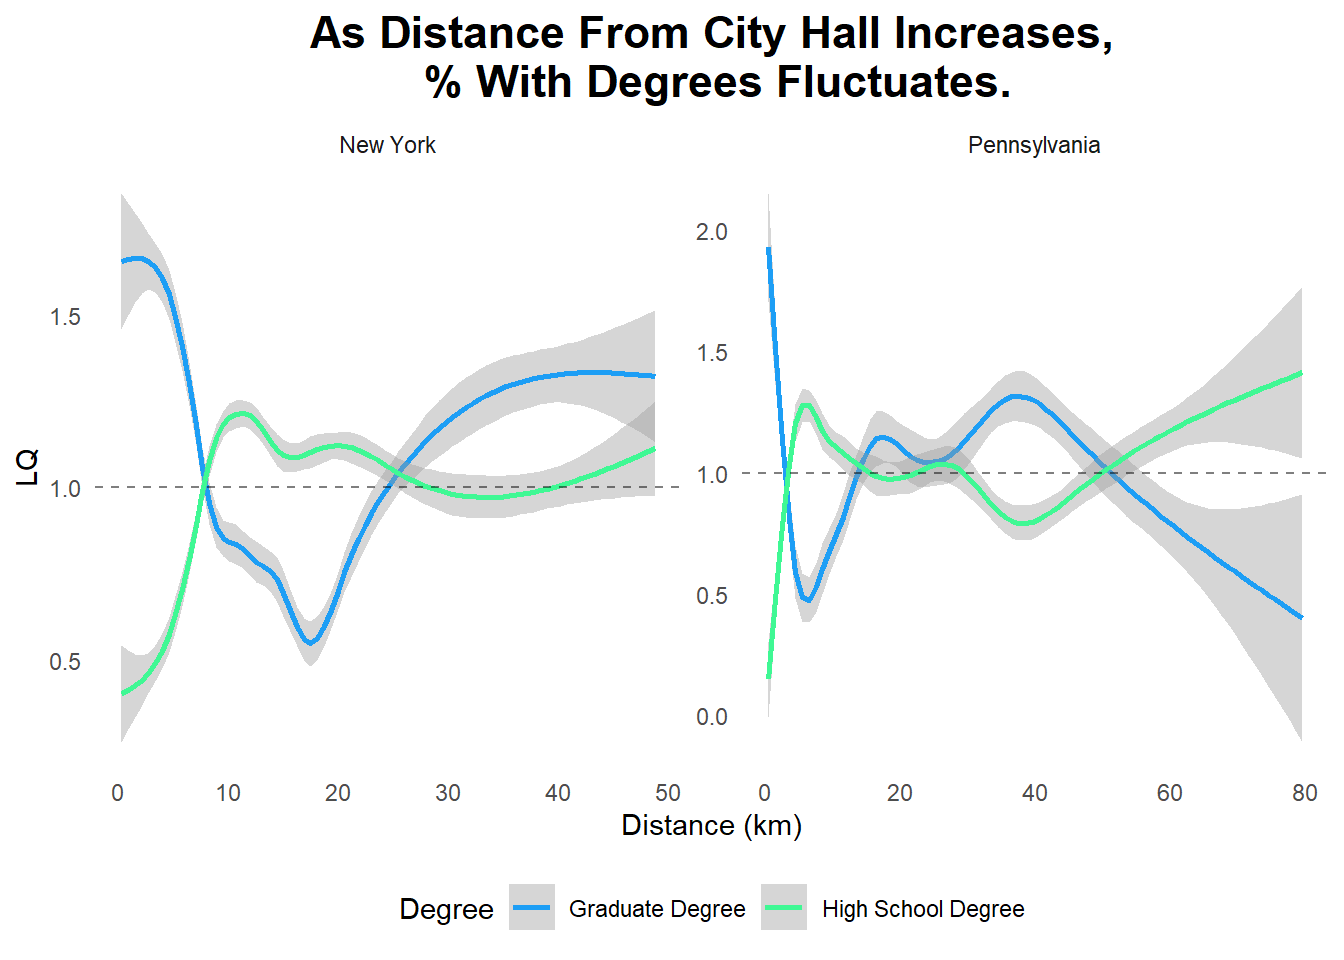 As Distance From City Hall Increases,
% With Degrees Fluctuates.
New York
Pennsylvania
LQ
1.5
1.0
0.5
2.0
1.5
1.0
0.5
0.0
0 10 20 30 40 50
0 20 40 60 80
Distance (km)
Degree Graduate Degree High School Degree